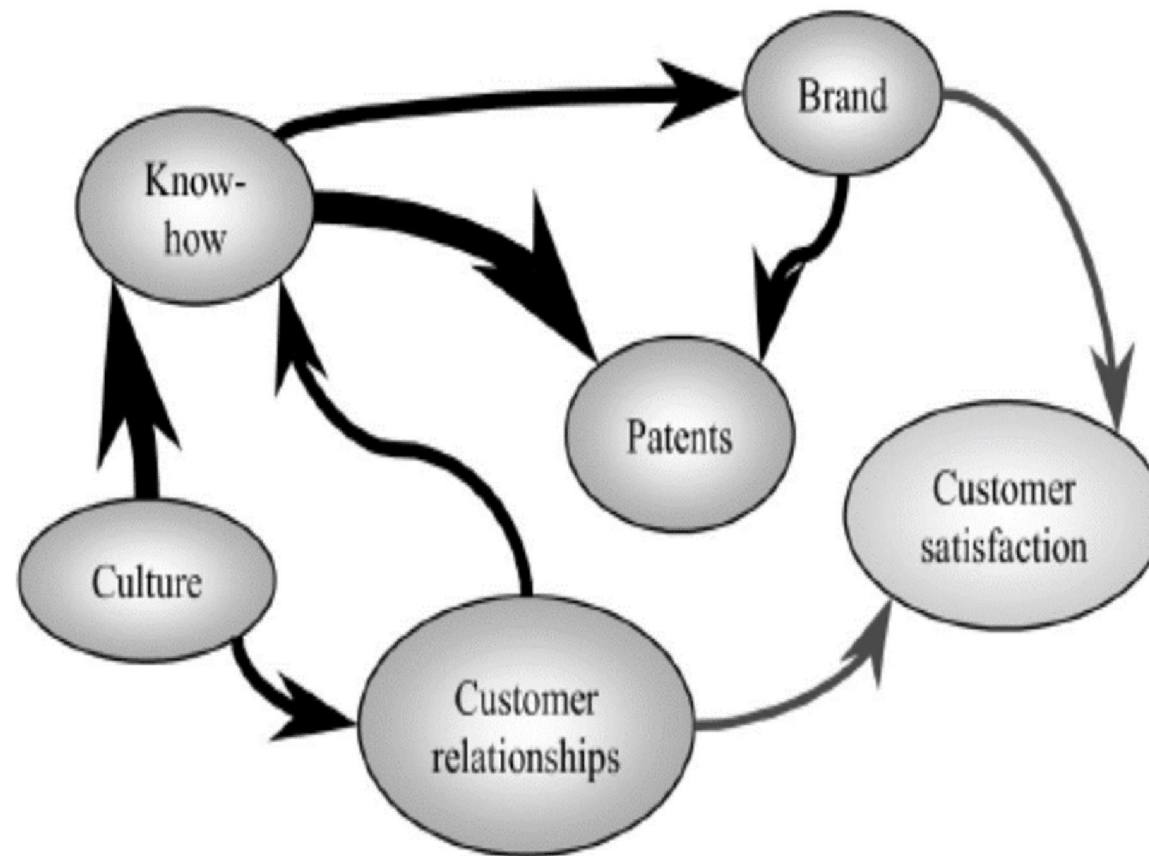 Brand
Know-
how
Patents
Customer
satisfaction
Culture
Customer
relationships